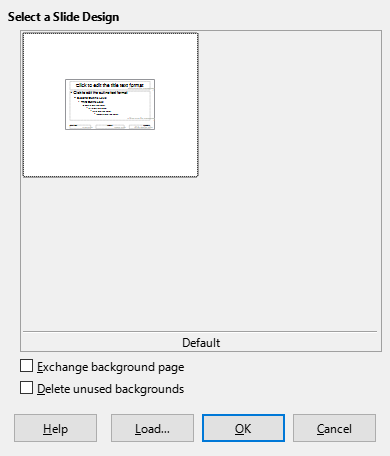 Select a Slide Design
Click to edit the title text format
Click to edit the outline text format
Default
Exchange background page
Delete unused backgrounds
Help
Load...
OK
Cancel